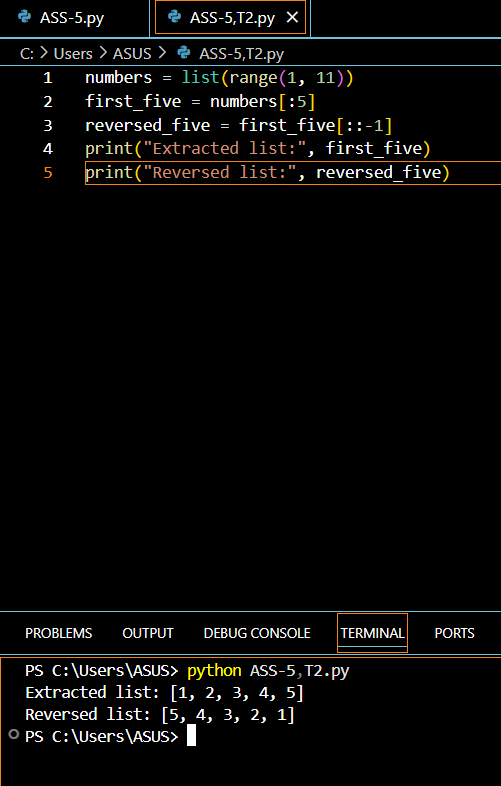 ASS-5.py ASS-5,T2.py
C: > Users > ASUS > ASS-5,T2.py
1 numbers = list(range(1, 11))
2 first_five = numbers[:5]
3 reversed_five = first_five[::-1]
4 print("Extracted list:", first_five)
5 print("Reversed list:", reversed_five)
PROBLEMS OUTPUT DEBUG CONSOLE TERMINAL PORTS
PS C:\Users\ASUS> python ASS-5,T2.py
Extracted list: [1, 2, 3, 4, 5]
Reversed list: [5, 4, 3, 2, 1]
PS C:\Users\ASUS>